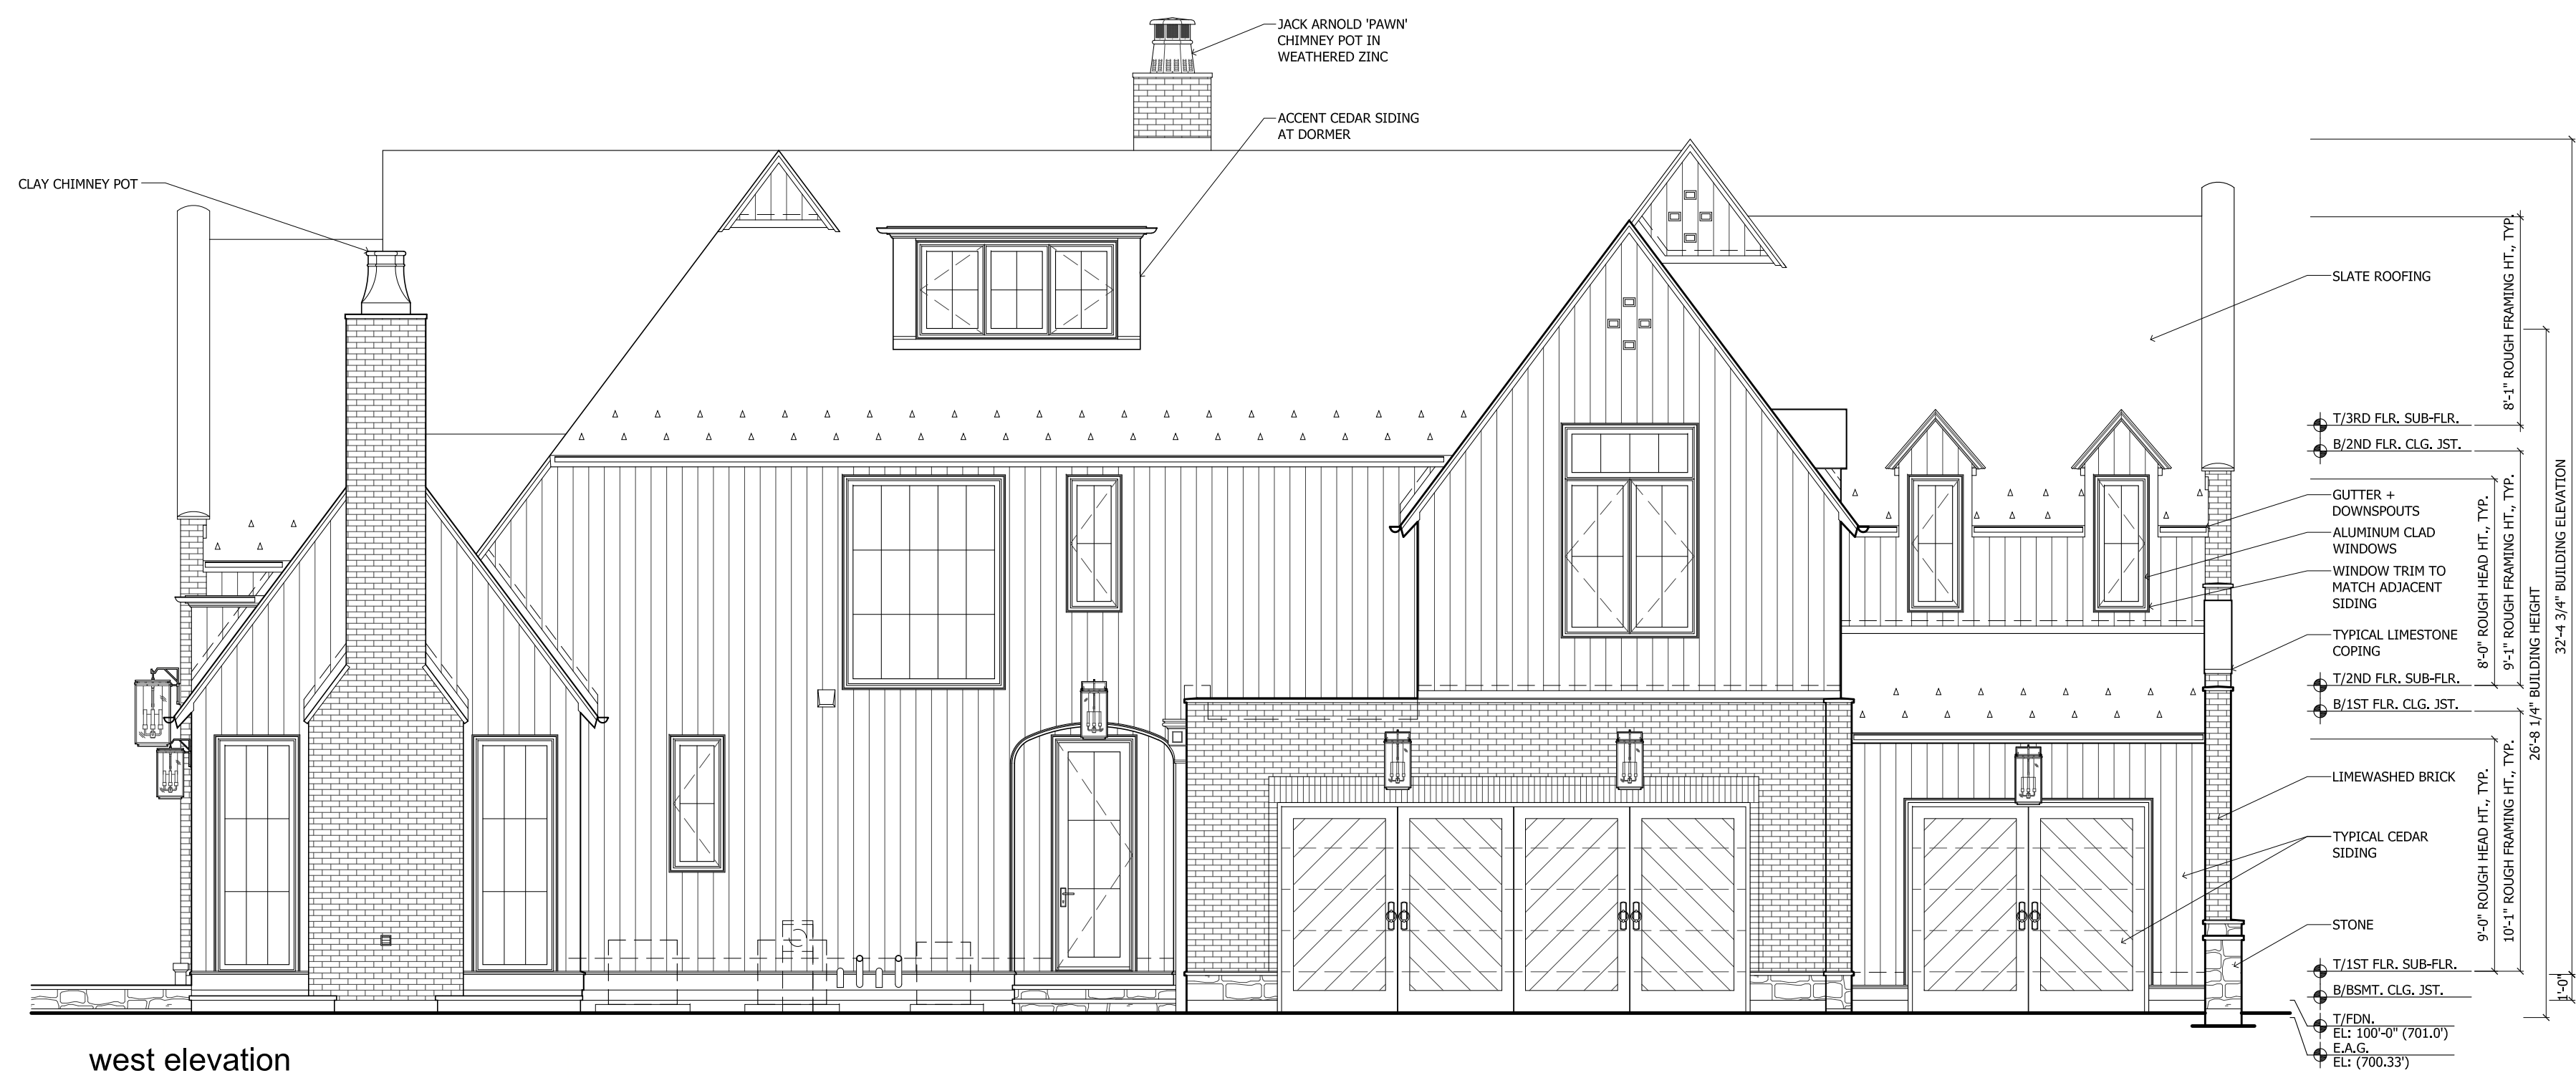 JACK ARNOLD 'PAWN'
CHIMNEY POT IN
WEATHERED ZINC
ACCENT CEDAR SIDING
AT DORMER
CLAY CHIMNEY POT
SLATE ROOFING
T/3RD FLR. SUB-FLR.
B/2ND FLR. CLG. JST.
GUTTER +
DOWNSPOUTS
ALUMINUM CLAD
WINDOWS
WINDOW TRIM TO
MATCH ADJACENT
SIDING
TYPICAL LIMESTONE
COPING
T/2ND FLR. SUB-FLR.
B/1ST FLR. CLG. JST.
LIMEWASHED BRICK
TYPICAL CEDAR
SIDING
STONE
T/1ST FLR. SUB-FLR.
B/BSMT. CLG. JST.
T/FDN.
EL: 100'-0" (701.0')
E.A.G.
EL: (700.33')
8'-0" ROUGH HEAD HT., TYP.
9'-0" ROUGH HEAD HT., TYP.
8'-1" ROUGH FRAMING HT., TYP.
9'-1" ROUGH FRAMING HT., TYP.
10'-1" ROUGH FRAMING HT., TYP.
26'-8 1/4" BUILDING HEIGHT
32'-4 3/4" BUILDING ELEVATION
1'-0"
west elevation